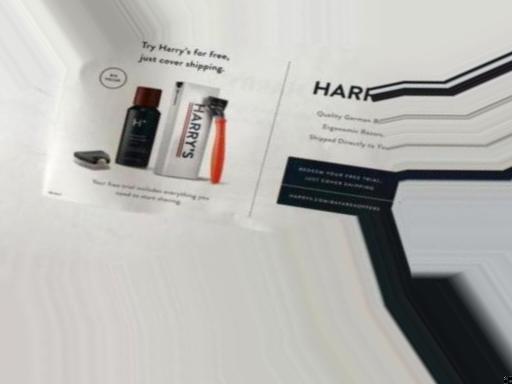 Try Harry's for free,
just cover shipping.
HARRY'S
H'
Your free trial includes everything you
need to start shaving.
HARR
Quality German
Ergonomic Razors.
Shipped Directly to You
REDEEM YOUR FREE TRIAL,
JUST COVER SHIPPING